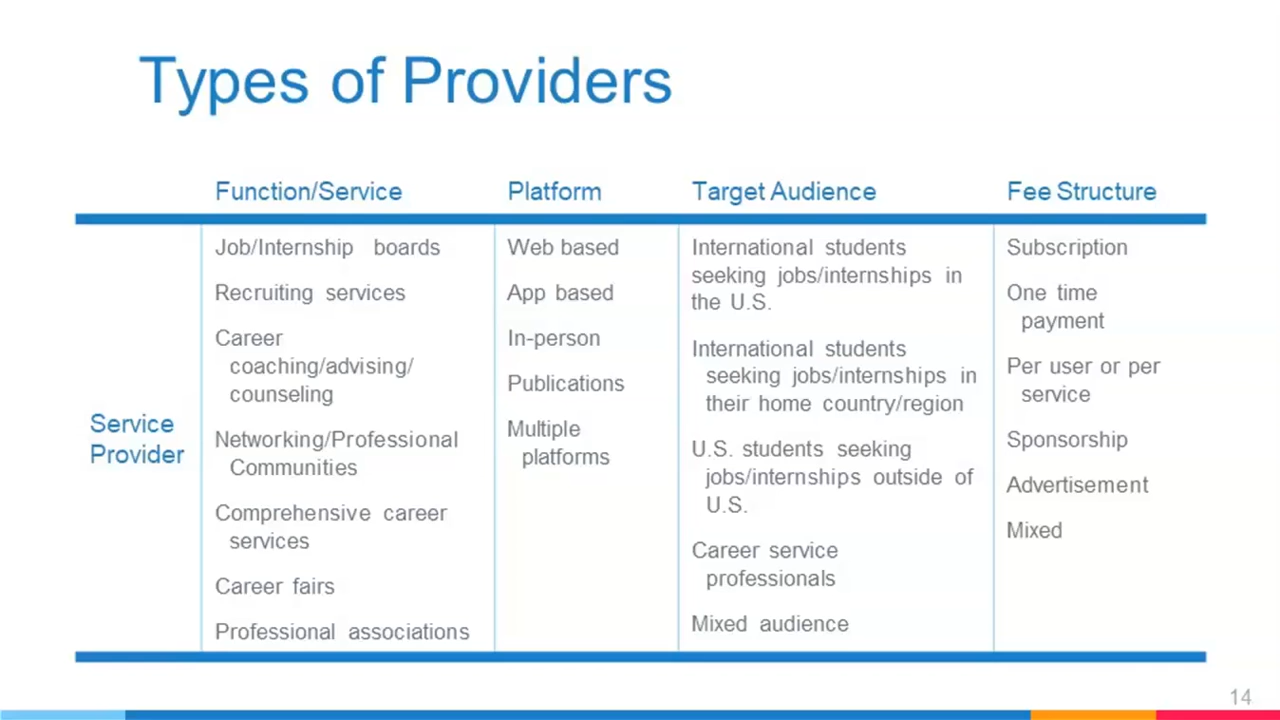 Types of Providers
Function/Service
Platform
Target Audience
Fee Structure
Service
Provider
Job/Internship boards
Recruiting services
Career
coaching/advising/
counseling
Networking/Professional
Communities
Comprehensive career
services
Career fairs
Professional associations
Web based
App based
In-person
Publications
Multiple
platforms
International students
seeking jobs/internships in
the U.S.
International students
seeking jobs/internships in
their home country/region
U.S. students seeking
jobs/internships outside of
U.S.
Career service
professionals
Mixed audience
Subscription
One time
payment
Per user or per
service
Sponsorship
Advertisement
Mixed
14